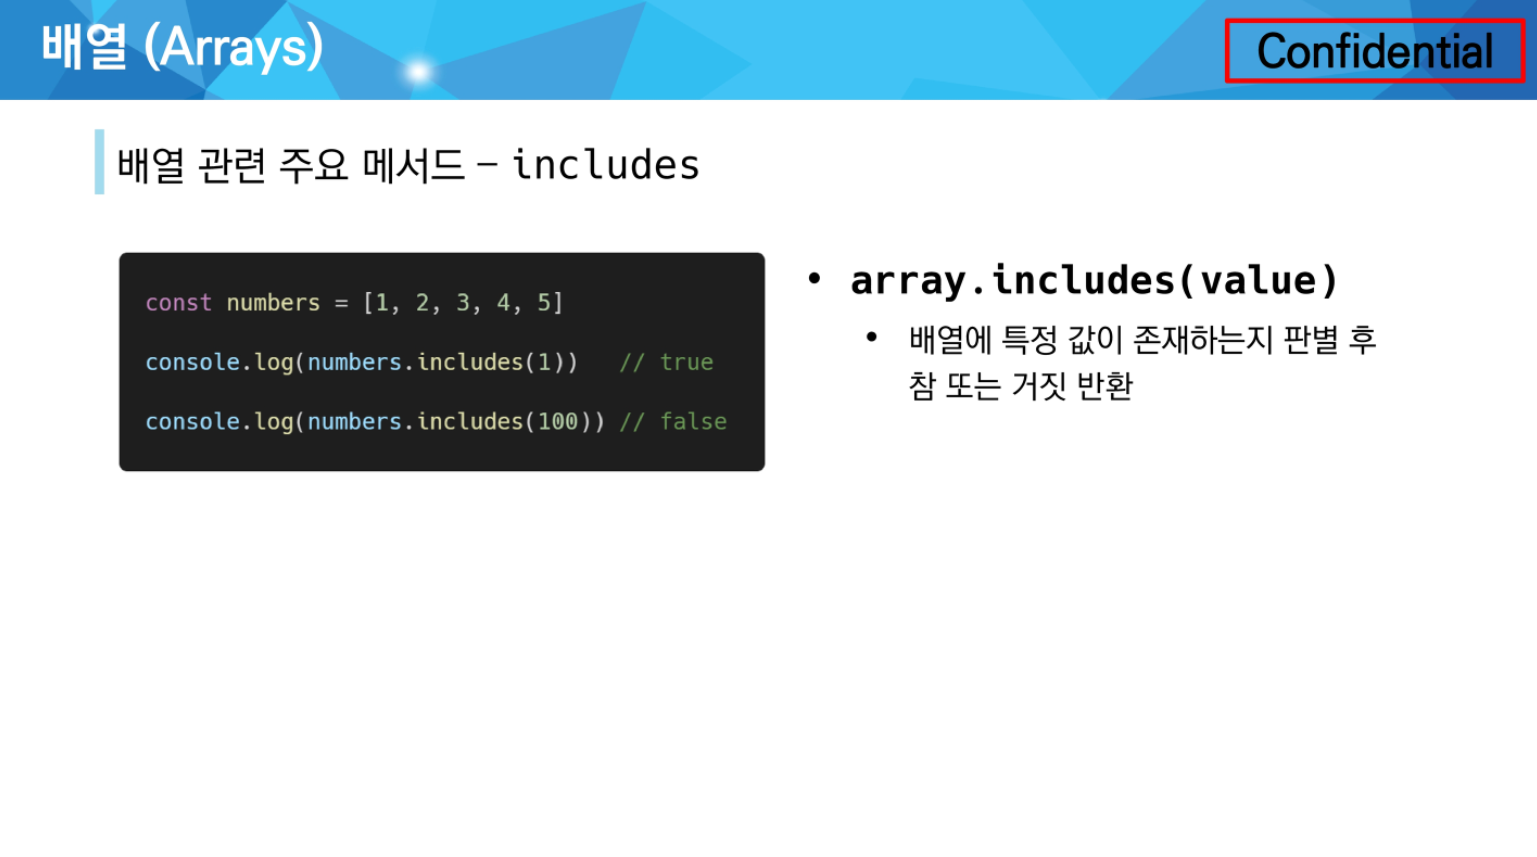 배열 (Arrays)
Confidential
배열 관련 주요 메서드 – includes
const numbers = [1, 2, 3, 4, 5]
console.log(numbers.includes(1))   // true
console.log(numbers.includes(100)) // false
• array.includes(value)
• 배열에 특정 값이 존재하는지 판별 후
참 또는 거짓 반환